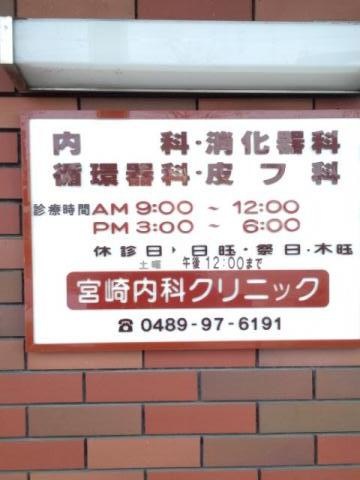 内　科・消化器科
循環器科・皮フ科
診療時間 AM 9:00 ~ 12:00
PM 3:00 ~ 6:00
休診日、日旺・祭日・木旺
土曜 午後12:00まで
宮崎内科クリニック
☎ 0489-97-6191